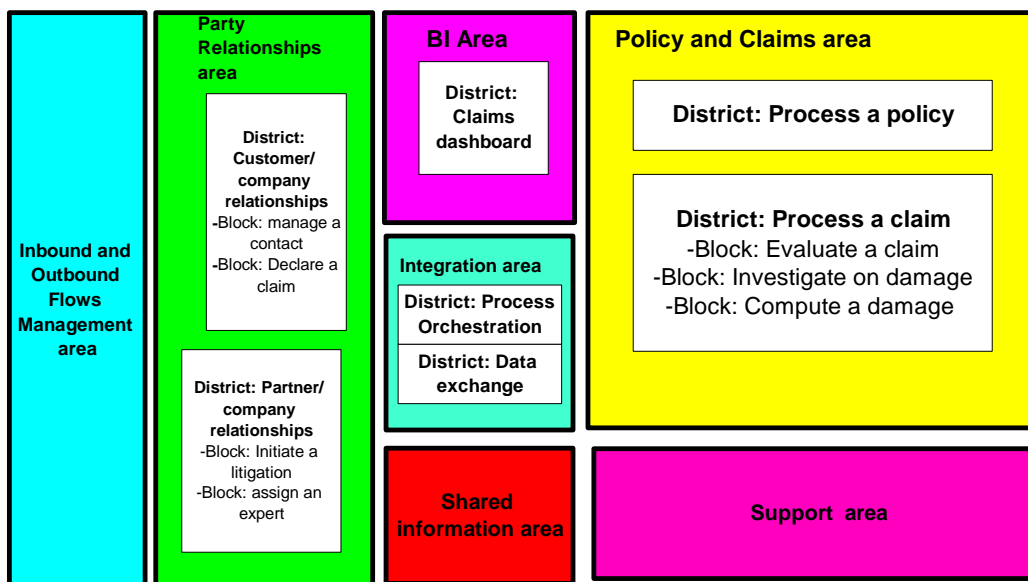 Inbound and
Outbound
Flows
Management
area
Party
Relationships
area
District:
Customer/
company
relationships
-Block: manage a
contact
-Block: Declare a
claim
District: Partner/
company
relationships
-Block: Initiate a
litigation
-Block: assign an
expert
BI Area
District:
Claims
dashboard
Integration area
District: Process
Orchestration
District: Data
exchange
Shared
information area
Policy and Claims area
District: Process a policy
District: Process a claim
-Block: Evaluate a claim
-Block: Investigate on damage
-Block: Compute a damage
Support area